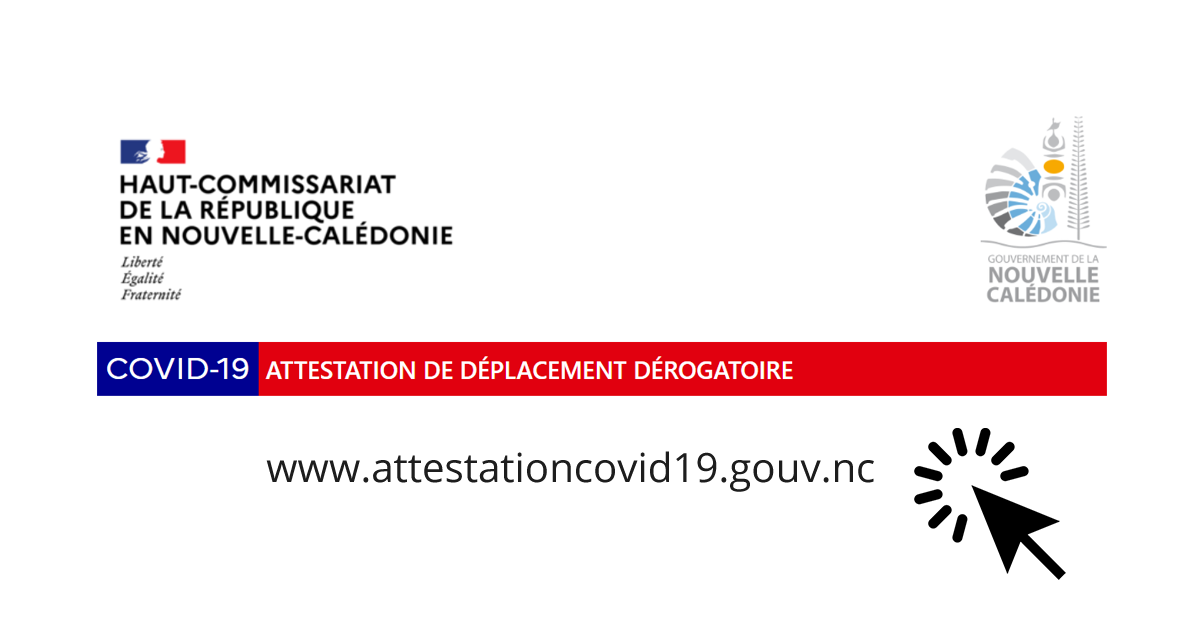 HAUT-COMMISSARIAT
DE LA RÉPUBLIQUE
EN NOUVELLE-CALÉDONIE
Liberté
Égalité
Fraternité
GOUVERNEMENT DE LA
NOUVELLE
CALÉDONIE
COVID-19 ATTESTATION DE DÉPLACEMENT DÉROGATOIRE
www.attestationcovid19.gouv.nc